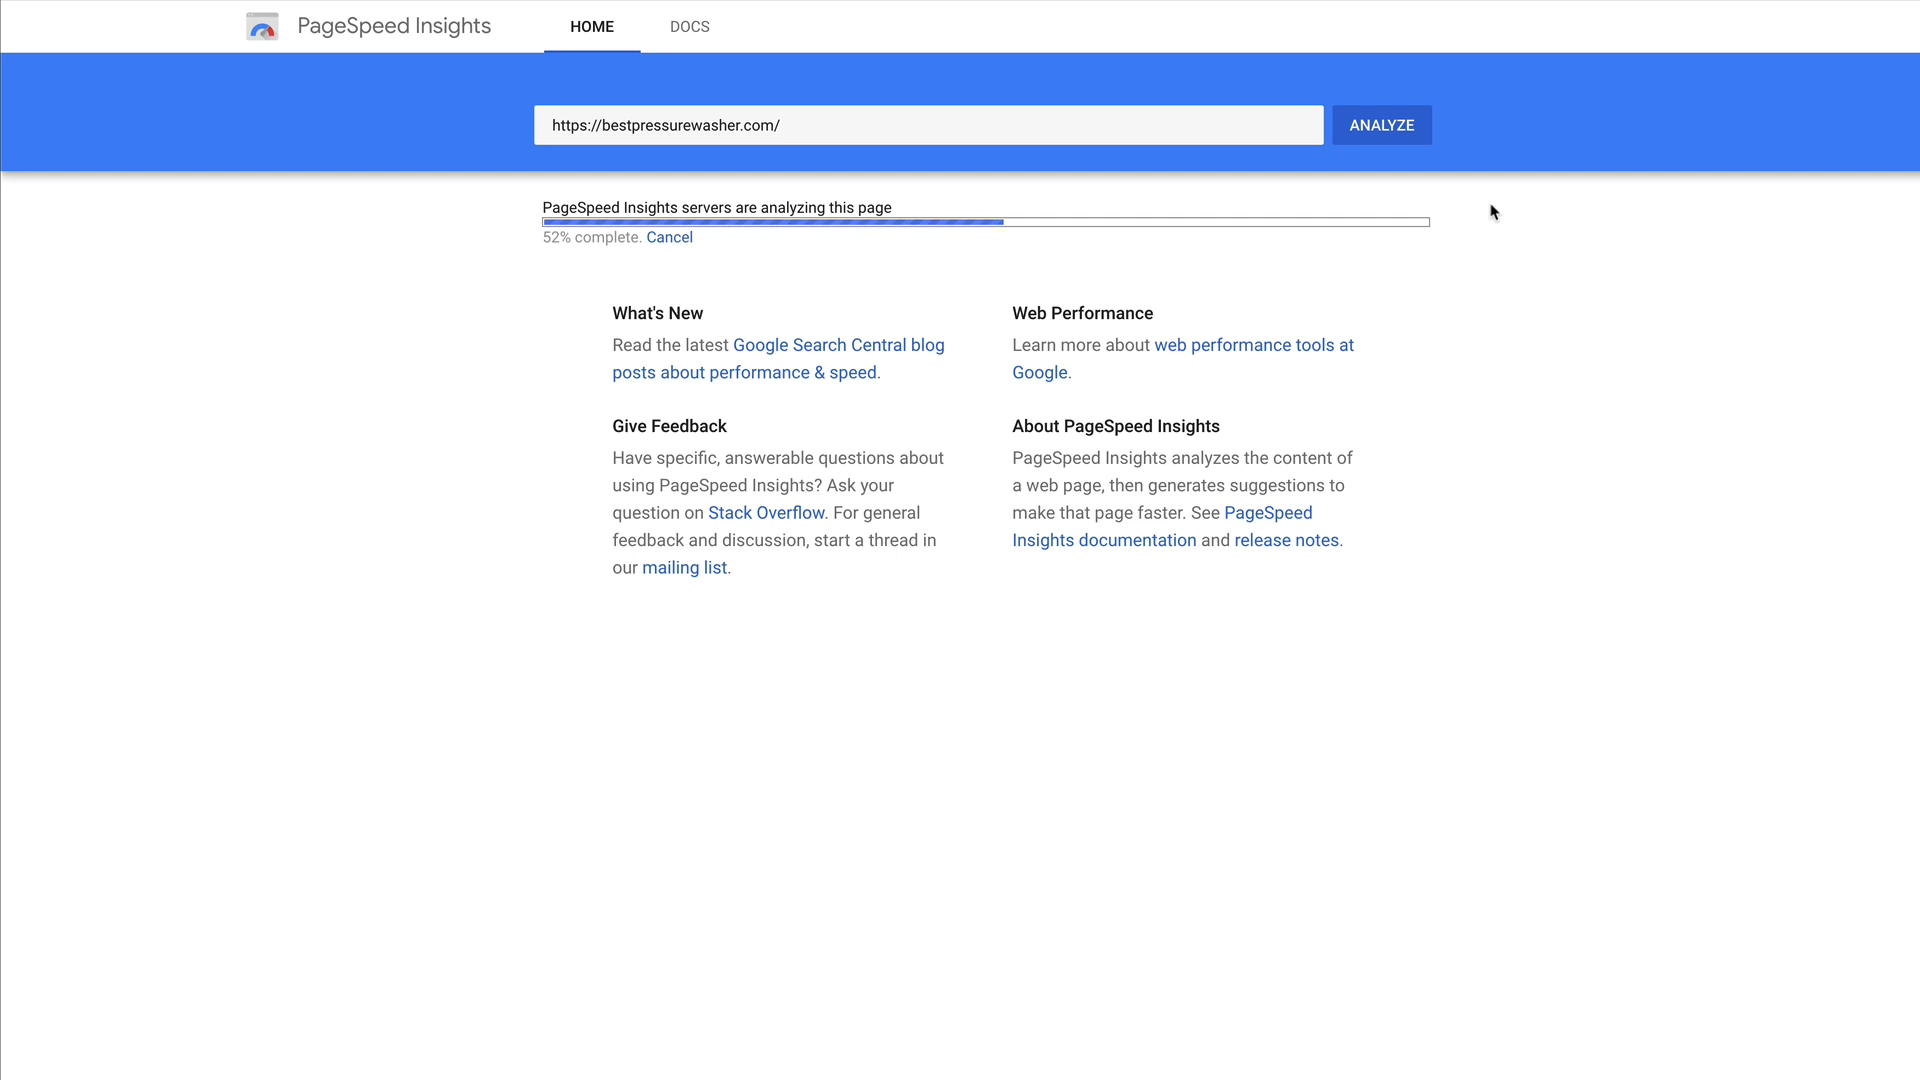 PageSpeed Insights
HOME
DOCS
https://bestpressurewasher.com/
ANALYZE
PageSpeed Insights servers are analyzing this page
52% complete. Cancel
What's New
Read the latest Google Search Central blog
posts about performance & speed.
Web Performance
Learn more about web performance tools at
Google.
Give Feedback
Have specific, answerable questions about
using PageSpeed Insights? Ask your
question on Stack Overflow. For general
feedback and discussion, start a thread in
our mailing list.
About PageSpeed Insights
PageSpeed Insights analyzes the content of
a web page, then generates suggestions to
make that page faster. See PageSpeed
Insights documentation and release notes.